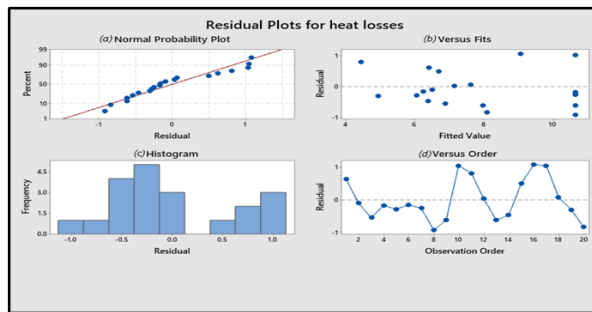 Residual Plots for heat losses
(a) Normal Probability Plot
99
90
50
10
1
Percent
-1 0 1
Residual
(b) Versus Fits
1
0
-1
Residual
4 6 8 10
Fitted Value
(c) Histogram
4.5
3.0
1.5
0.0
Frequency
-1.0 -0.5 0.0 0.5 1.0
Residual
(d) Versus Order
1
0
-1
Residual
2 4 6 8 10 12 14 16 18 20
Observation Order